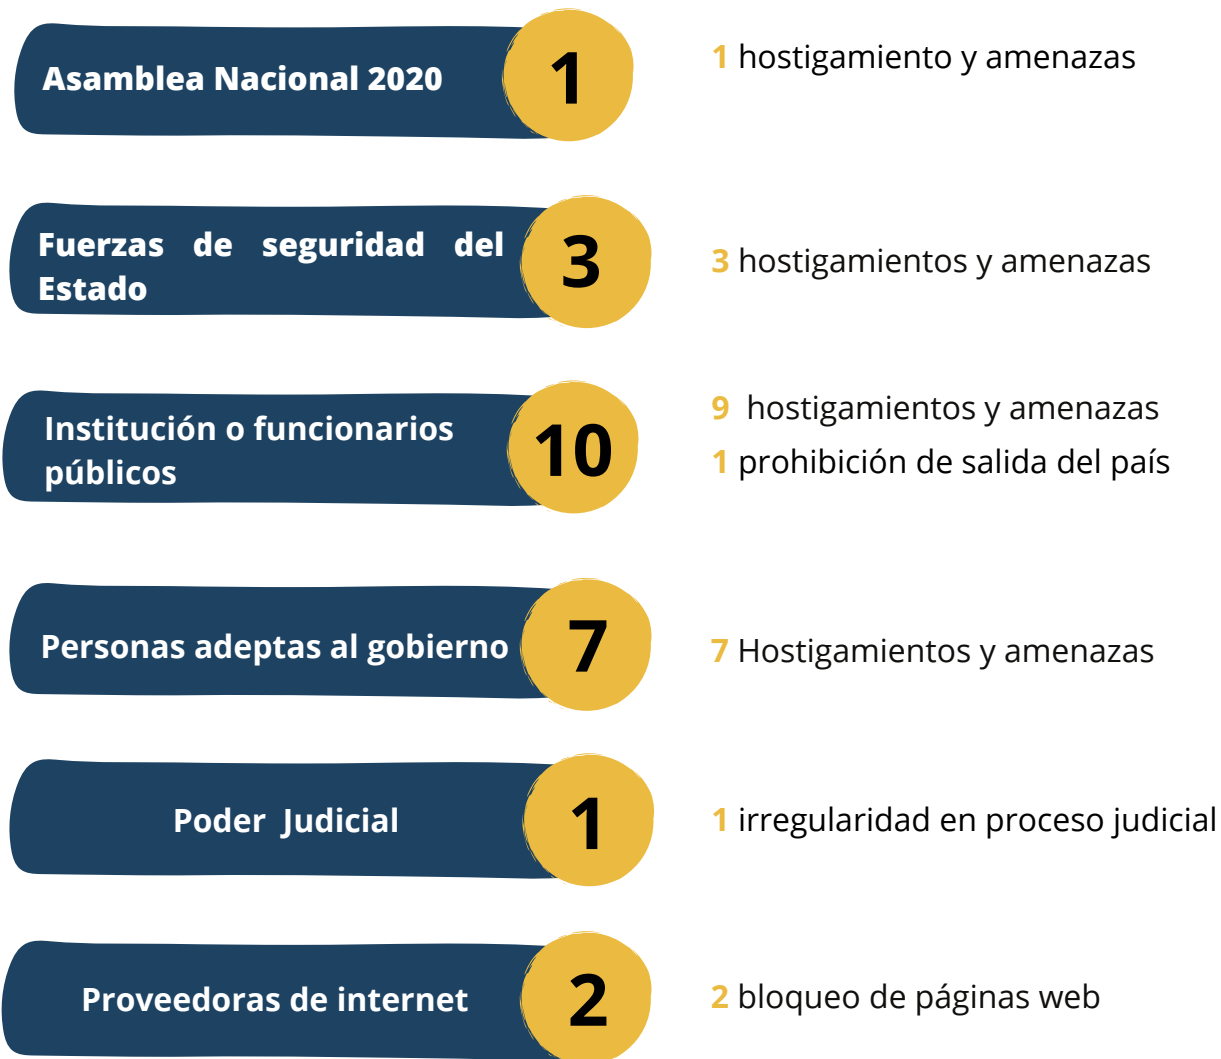 Asamblea Nacional 2020
1
1 hostigamiento y amenazas
Fuerzas de seguridad del
Estado
3
3 hostigamientos y amenazas
Institución o funcionarios
públicos
10
9 hostigamientos y amenazas
1 prohibición de salida del país
Personas adeptas al gobierno
7
7 Hostigamientos y amenazas
Poder Judicial
1
1 irregularidad en proceso judicial
Proveedoras de internet
2
2 bloqueo de páginas web